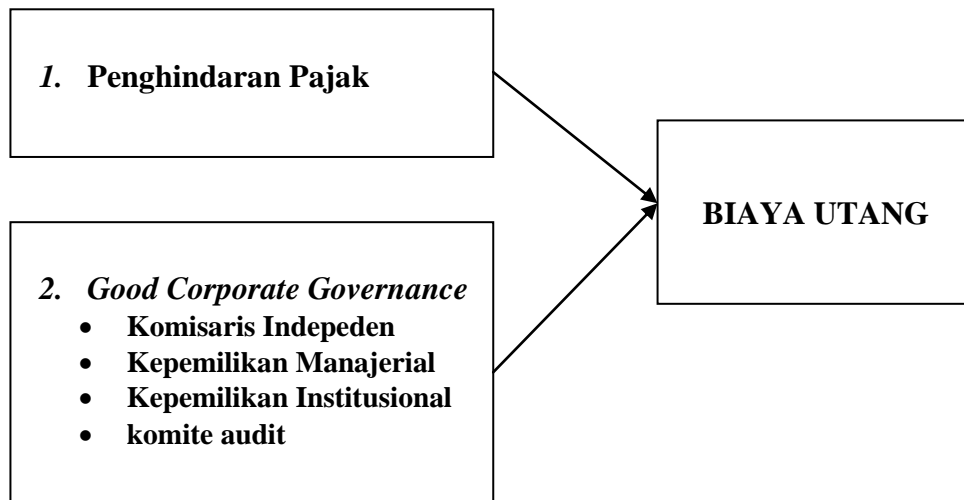 1. Penghindaran Pajak
BIAYA UTANG
2. Good Corporate Governance
• Komisaris Indepeden
• Kepemilikan Manajerial
• Kepemilikan Institusional
• komite audit